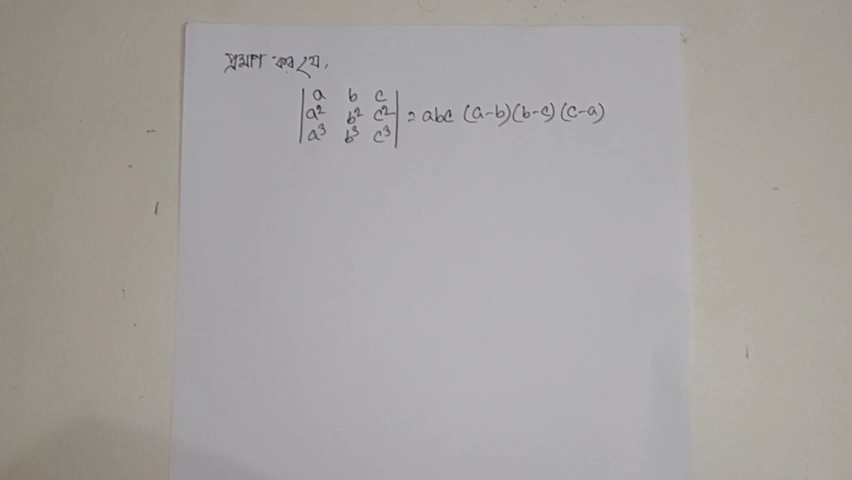 প্রমাণ কর যে,
| a b c |
| a² b² c² | = abc (a-b)(b-c)(c-a)
| a³ b³ c³ |